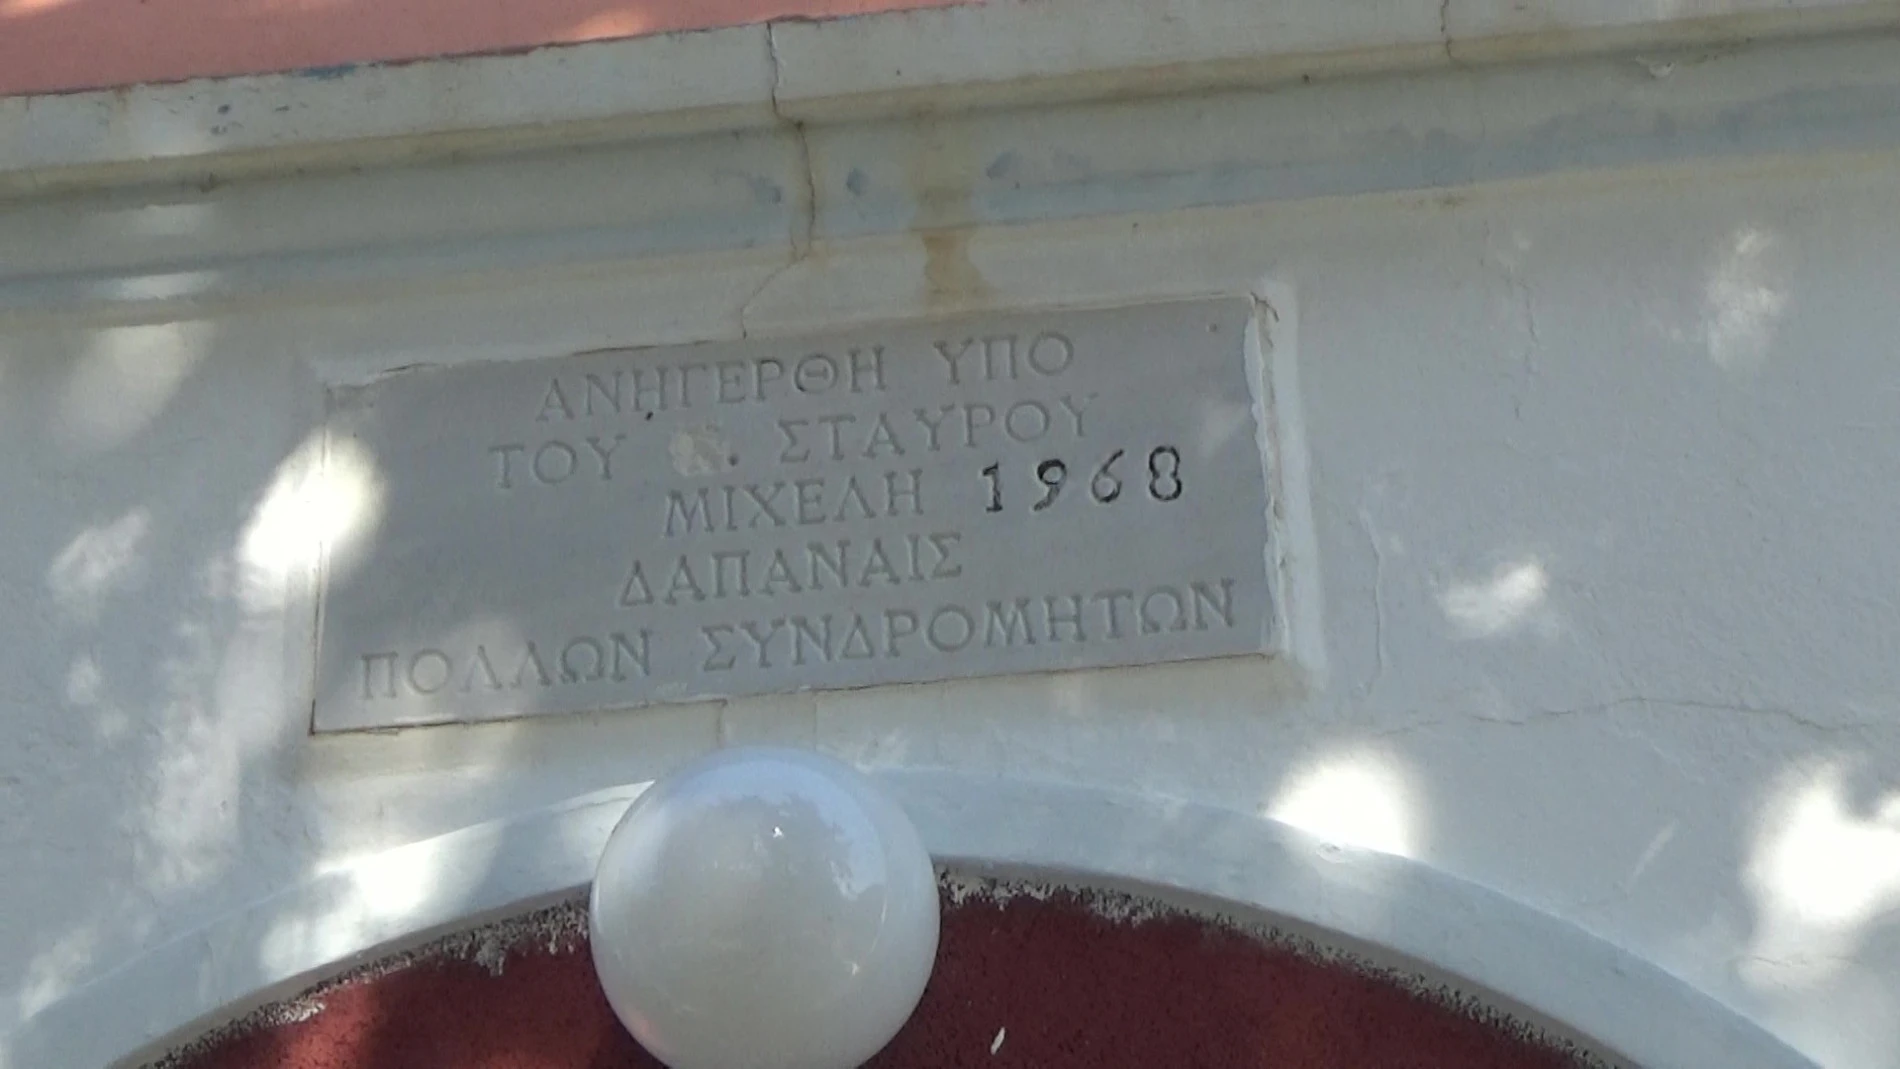 ΑΝΗΓΕΡΘΗ ΥΠΟ
ΤΟΥ Κ. ΣΤΑΥΡΟΥ
ΜΙΧΕΛΗ 1968
ΔΑΠΑΝΑΙΣ
ΠΟΛΛΩΝ ΣΥΝΔΡΟΜΗΤΩΝ